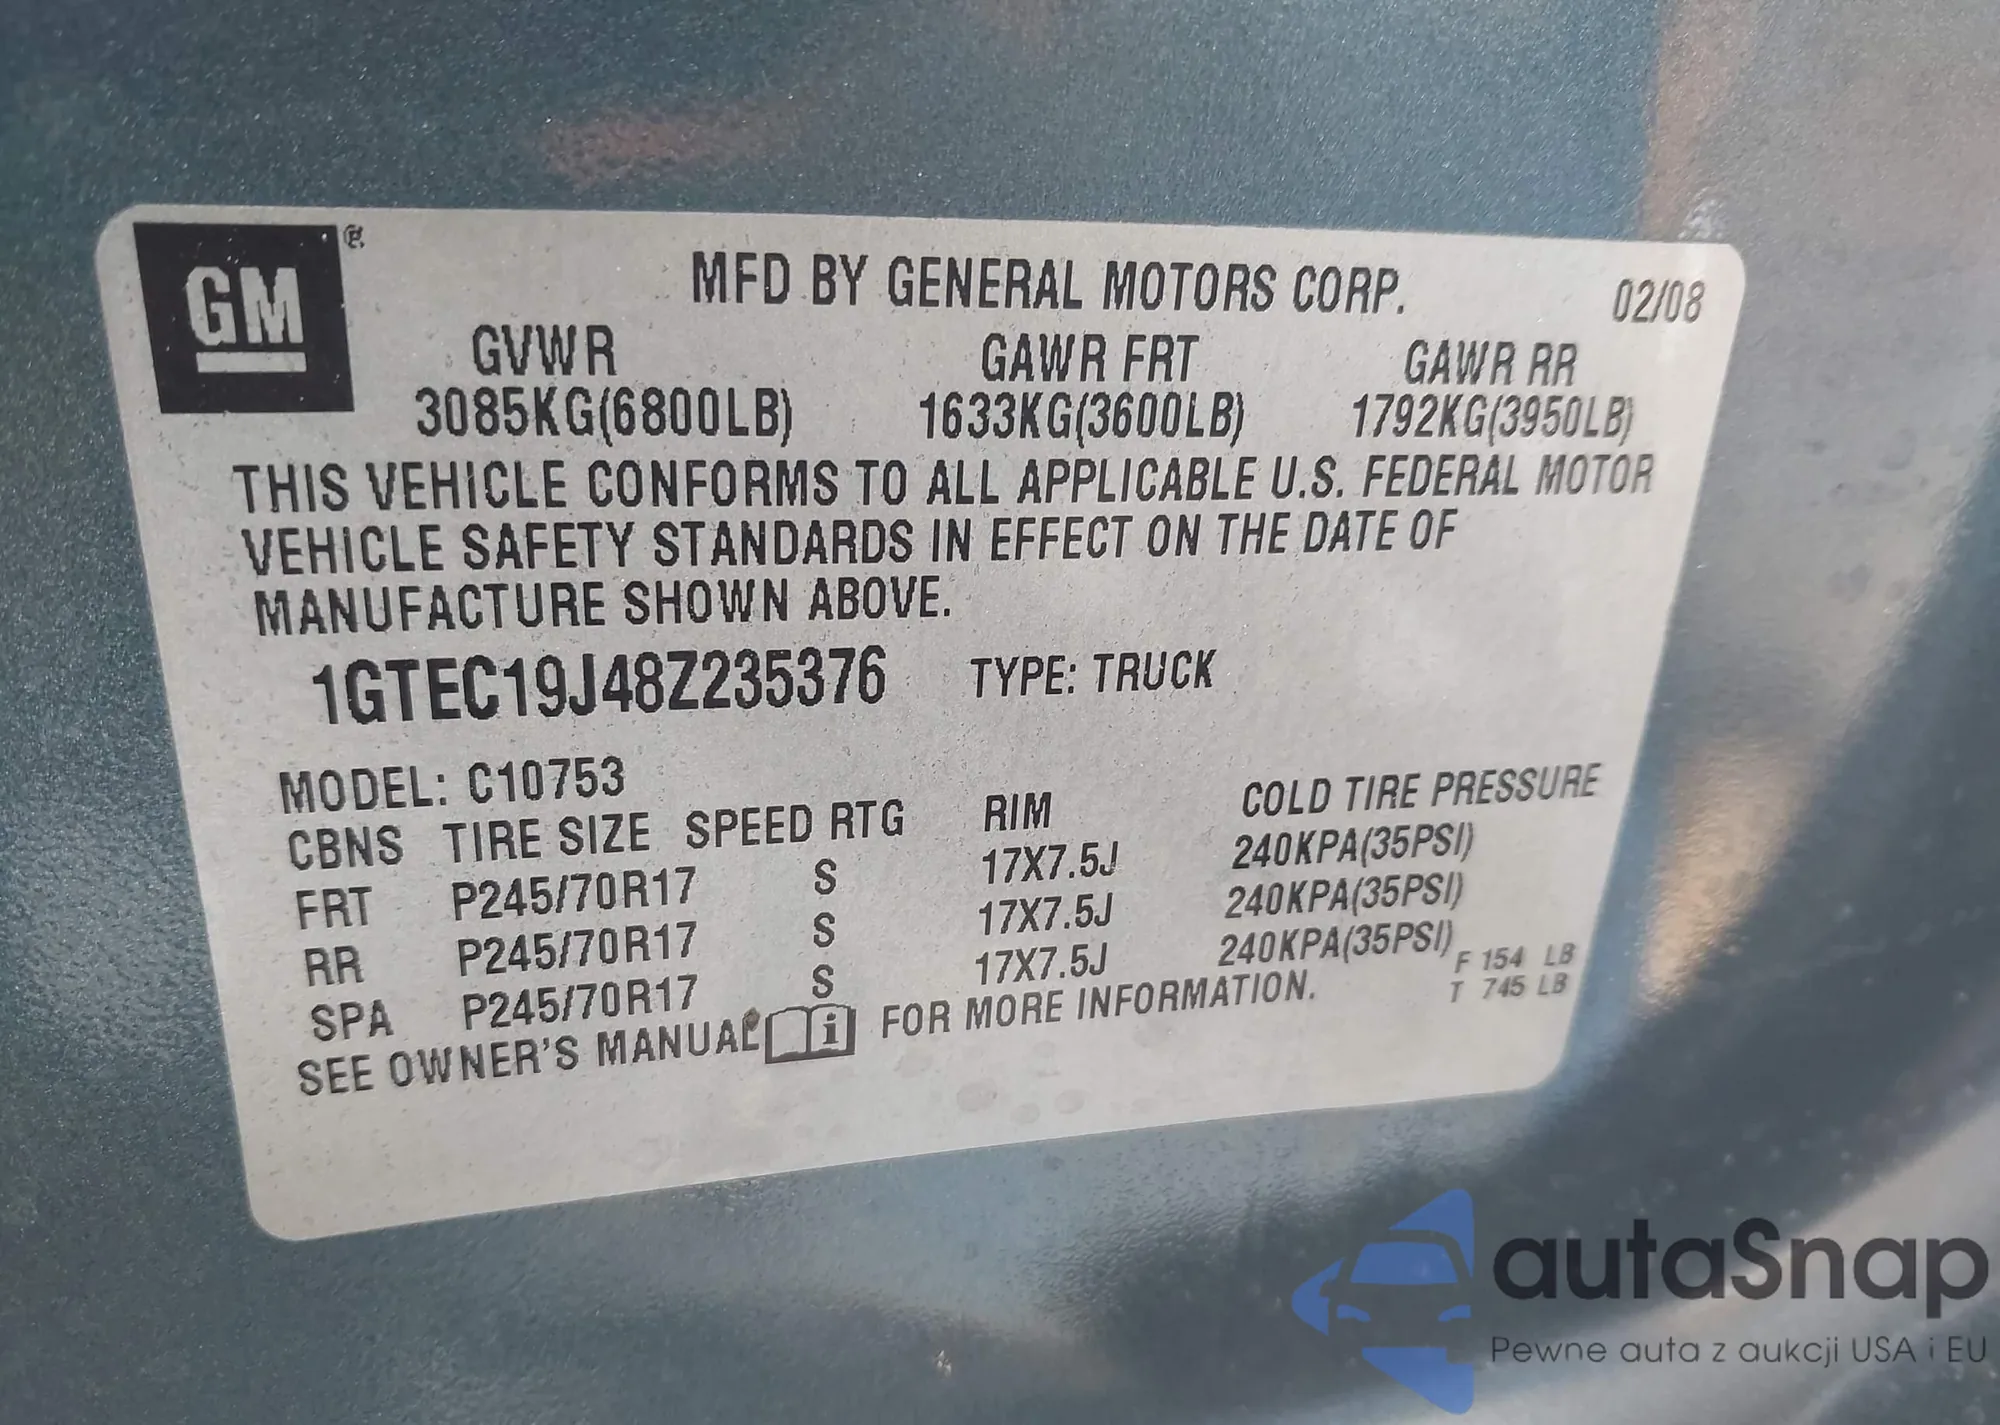 GM
MFD BY GENERAL MOTORS CORP. 02/08
GVWR GAWR FRT GAWR RR
3085KG(6800LB) 1633KG(3600LB) 1792KG(3950LB)
THIS VEHICLE CONFORMS TO ALL APPLICABLE U.S. FEDERAL MOTOR
VEHICLE SAFETY STANDARDS IN EFFECT ON THE DATE OF
MANUFACTURE SHOWN ABOVE.
1GTEC19J48Z235376 TYPE: TRUCK
MODEL: C10753
CBNS TIRE SIZE SPEED RTG RIM COLD TIRE PRESSURE
FRT P245/70R17 S 17X7.5J 240KPA(35PSI)
RR P245/70R17 S 17X7.5J 240KPA(35PSI)
SPA P245/70R17 S 17X7.5J 240KPA(35PSI)
F 154 LB
T 745 LB
SEE OWNER'S MANUAL i FOR MORE INFORMATION.
autaSnap
Pewne auta z aukcji USA i EU